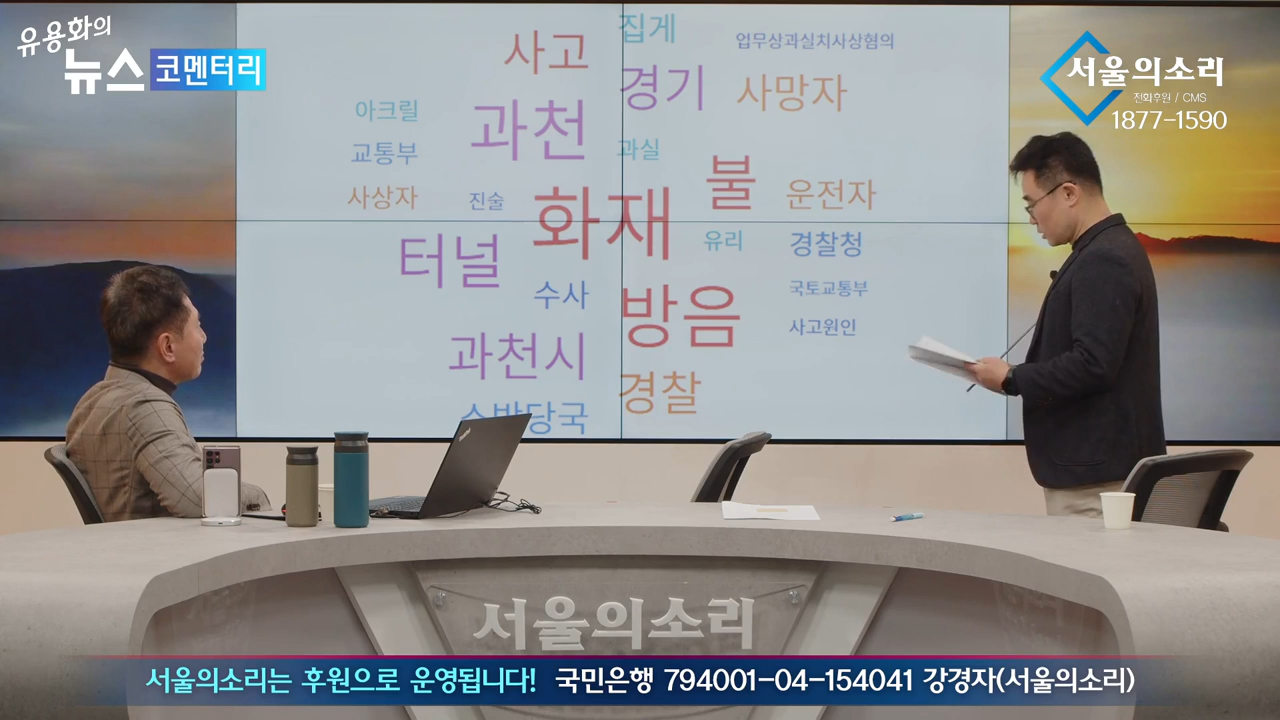 유용화의
뉴스 코멘터리
서울의소리
전화후원 / CMS
1877-1590
집게
사고
업무상과실치사상혐의
경기
사망자
아크릴
과천
교통부
과실
불
사상자
진술
화재
운전자
터널
유리
경찰청
수사
방음
국토교통부
사고원인
과천시
경찰
소방당국
서울의소리
서울의소리는 후원으로 운영됩니다! 국민은행 794001-04-154041 강경자(서울의소리)